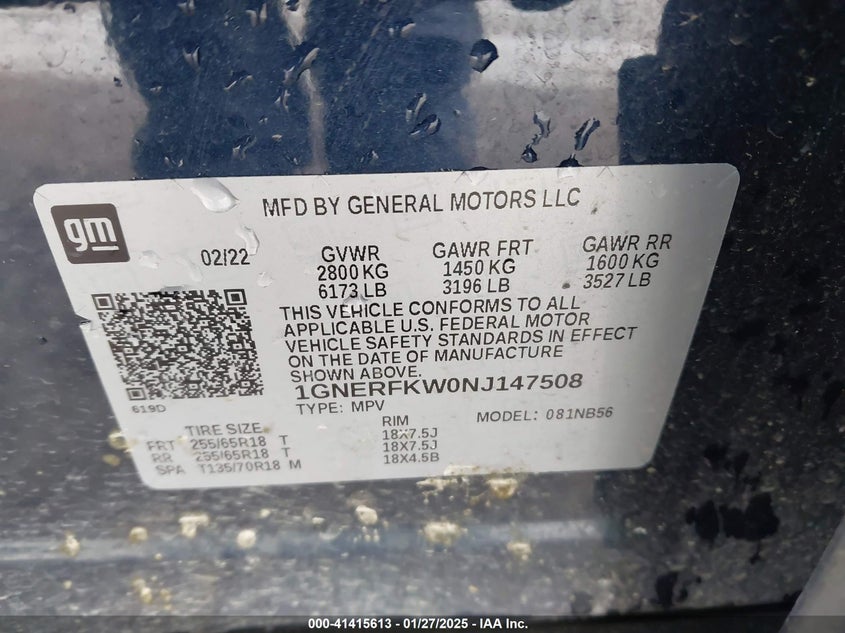 gm
MFD BY GENERAL MOTORS LLC
02/22
GVWR GAWR FRT GAWR RR
2800 KG 1450 KG 1600 KG
6173 LB 3196 LB 3527 LB
THIS VEHICLE CONFORMS TO ALL
APPLICABLE U.S. FEDERAL MOTOR
VEHICLE SAFETY STANDARDS IN EFFECT
ON THE DATE OF MANUFACTURE
SHOWN ABOVE.
1GNERFKW0NJ147508
619D
TYPE: MPV MODEL: 081NB56
TIRE SIZE RIM
FRT 255/65R18 T 18X7.5J
RR 255/65R18 T 18X7.5J
SPA T135/70R18 M 18X4.5B
000-41415613 - 01/27/2025 - IAA Inc.